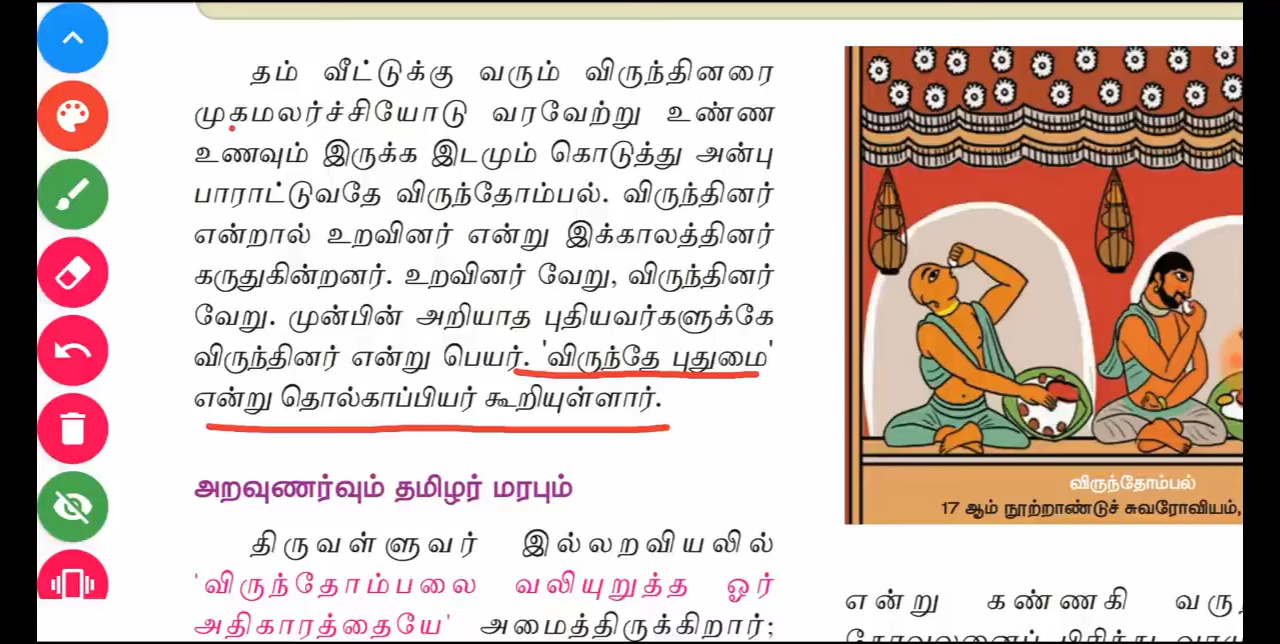 தம் வீட்டுக்கு வரும் விருந்தினரை
முகமலர்ச்சியோடு வரவேற்று உண்ண
உணவும் இருக்க இடமும் கொடுத்து அன்பு
பாராட்டுவதே விருந்தோம்பல். விருந்தினர்
என்றால் உறவினர் என்று இக்காலத்தினர்
கருதுகின்றனர். உறவினர் வேறு, விருந்தினர்
வேறு. முன்பின் அறியாத புதியவர்களுக்கே
விருந்தினர் என்று பெயர். 'விருந்தே புதுமை'
என்று தொல்காப்பியர் கூறியுள்ளார்.
அறவுணர்வும் தமிழர் மரபும்
திருவள்ளுவர் இல்லறவியலில்
'விருந்தோம்பலை வலியுறுத்த ஓர்
அதிகாரத்தையே' அமைத்திருக்கிறார்;
விருந்தோம்பல்
17 ஆம் நூற்றாண்டுச் சுவரோவியம்,
என்று கண்ணகி